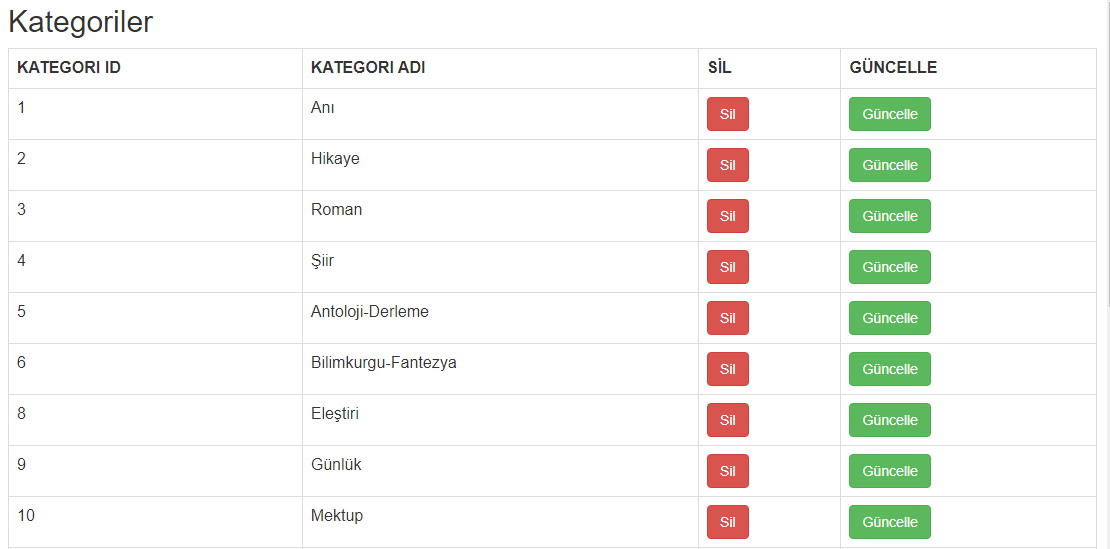 Kategoriler
KATEGORI ID KATEGORI ADI SİL GÜNCELLE
1 Anı Sil Güncelle
2 Hikaye Sil Güncelle
3 Roman Sil Güncelle
4 Şiir Sil Güncelle
5 Antoloji-Derleme Sil Güncelle
6 Bilimkurgu-Fantezya Sil Güncelle
8 Eleştiri Sil Güncelle
9 Günlük Sil Güncelle
10 Mektup Sil Güncelle